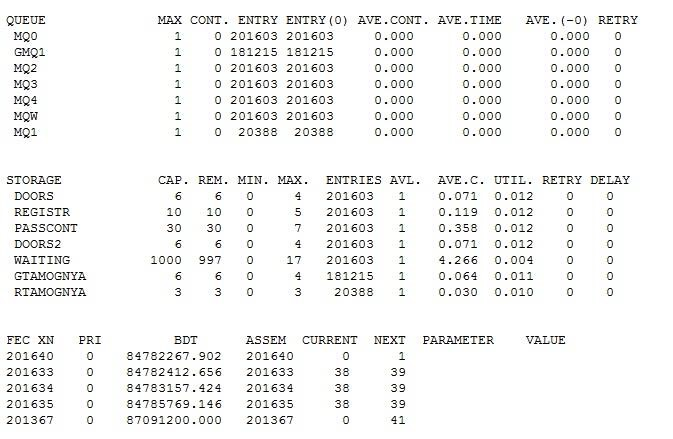 QUEUE MAX CONT. ENTRY ENTRY(0) AVE.CONT. AVE.TIME AVE.(-0) RETRY
MQ0 1 0 201603 201603 0.000 0.000 0.000 0
GMQ1 1 0 181215 181215 0.000 0.000 0.000 0
MQ2 1 0 201603 201603 0.000 0.000 0.000 0
MQ3 1 0 201603 201603 0.000 0.000 0.000 0
MQ4 1 0 201603 201603 0.000 0.000 0.000 0
MQW 1 0 201603 201603 0.000 0.000 0.000 0
MQ1 1 0 20388 20388 0.000 0.000 0.000 0
STORAGE CAP. REM. MIN. MAX. ENTRIES AVL. AVE.C. UTIL. RETRY DELAY
DOORS 6 6 0 4 201603 1 0.071 0.012 0 0
REGISTR 10 10 0 5 201603 1 0.119 0.012 0 0
PASSCONT 30 30 0 7 201603 1 0.358 0.012 0 0
DOORS2 6 6 0 4 201603 1 0.071 0.012 0 0
WAITING 1000 997 0 17 201603 1 4.266 0.004 0 0
GTAMOGNYA 6 6 0 4 181215 1 0.064 0.011 0 0
RTAMOGNYA 3 3 0 3 20388 1 0.030 0.010 0 0
FEC XN PRI BDT ASSEM CURRENT NEXT PARAMETER VALUE
201640 0 84782267.902 201640 0 1
201633 0 84782412.656 201633 38 39
201634 0 84783157.424 201634 38 39
201635 0 84785769.146 201635 38 39
201367 0 87091200.000 201367 0 41